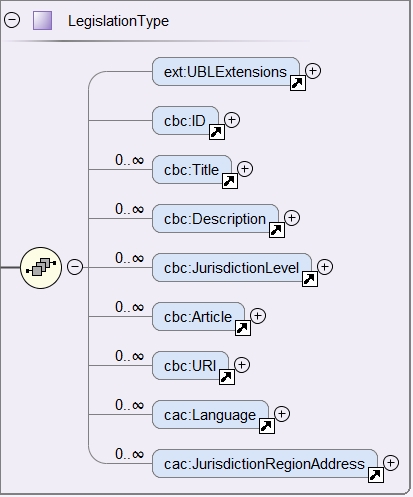 LegislationType
ext:UBLExtensions
cbc:ID
0..∞ cbc:Title
0..∞ cbc:Description
0..∞ cbc:JurisdictionLevel
0..∞ cbc:Article
0..∞ cbc:URI
0..∞ cac:Language
0..∞ cac:JurisdictionRegionAddress